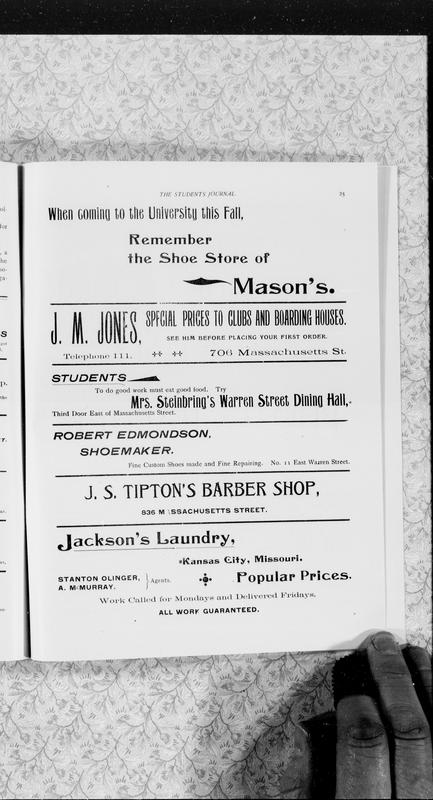 THE STUDENTS JOURNAL. 25
When coming to the University this Fall,
Remember
the Shoe Store of
Mason's.
J. M. JONES, SPECIAL PRICES TO CLUBS AND BOARDING HOUSES.
SEE HIM BEFORE PLACING YOUR FIRST ORDER.
Telephone 111. 706 Massachusetts St.
STUDENTS
To do good work must eat good food. Try
Mrs. Steinbring's Warren Street Dining Hall,
Third Door East of Massachusetts Street.
ROBERT EDMONDSON,
SHOEMAKER.
Fine Custom Shoes made and Fine Repairing. No. 11 East Warren Street.
J. S. TIPTON'S BARBER SHOP,
836 M SSACHUSETTS STREET.
Jackson's Laundry,
Kansas City, Missouri.
STANTON OLINGER,
A. McMURRAY. } Agents. Popular Prices.
Work Called for Mondays and Delivered Fridays.
ALL WORK GUARANTEED.